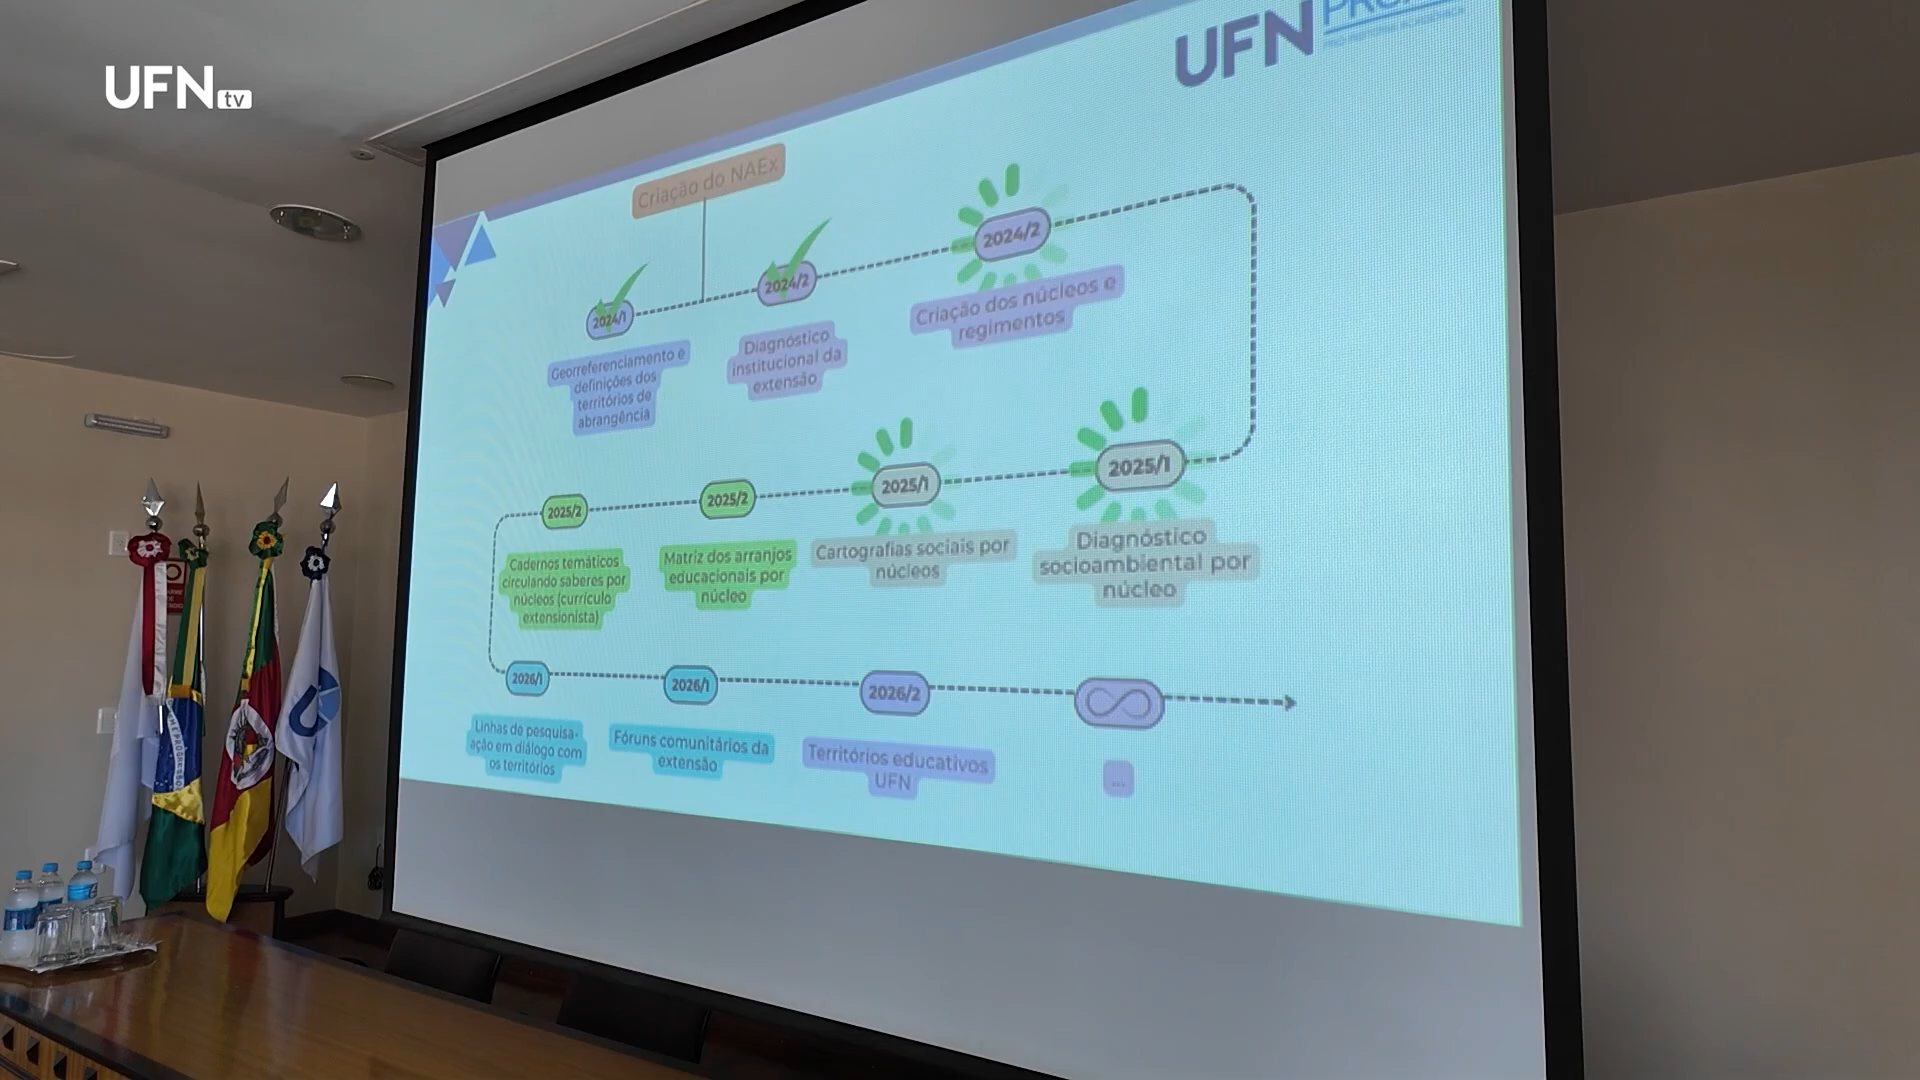 UFN tv
UFN
Criação do NAEx
2024/1
Georreferenciamento e
definições dos
territórios de
abrangência
2024/2
Diagnóstico
institucional da
extensão
2024/2
Criação dos núcleos e
regimentos
2025/1
Diagnóstico
socioambiental por
núcleo
2025/1
Cartografias sociais por
núcleos
2025/2
Matriz dos arranjos
educacionais por
núcleo
2025/2
Cadernos temáticos
circulando saberes por
núcleos (currículo
extensionista)
2026/1
Linhas de pesquisa-
ação em diálogo com
os territórios
2026/1
Fóruns comunitários da
extensão
2026/2
Territórios educativos
UFN
...